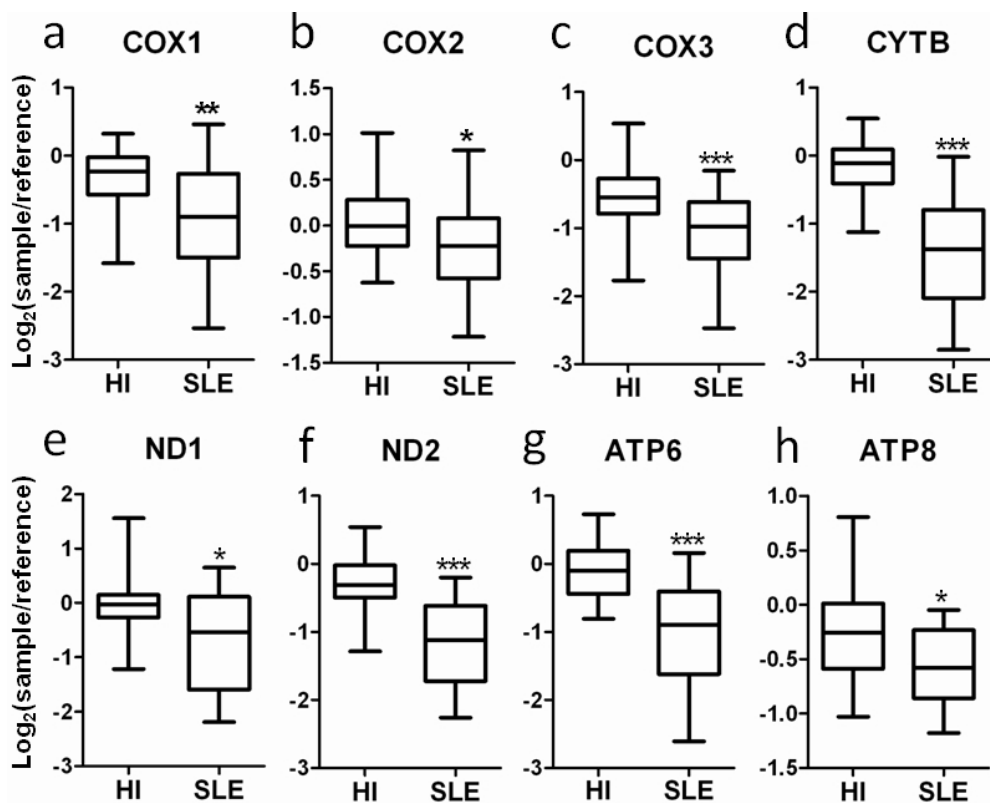 a COX1
b COX2
c COX3
d CYTB
Log₂(sample/reference)
1
0
-1
-2
-3
HI SLE
**
1.5
1.0
0.5
0.0
-0.5
-1.0
-1.5
HI SLE
*
1
0
-1
-2
-3
HI SLE
***
1
0
-1
-2
-3
HI SLE
***
e ND1
f ND2
g ATP6
h ATP8
Log₂(sample/reference)
2
1
0
-1
-2
-3
HI SLE
*
1
0
-1
-2
-3
HI SLE
***
1
0
-1
-2
-3
HI SLE
***
1.0
0.5
0.0
-0.5
-1.0
-1.5
HI SLE
*